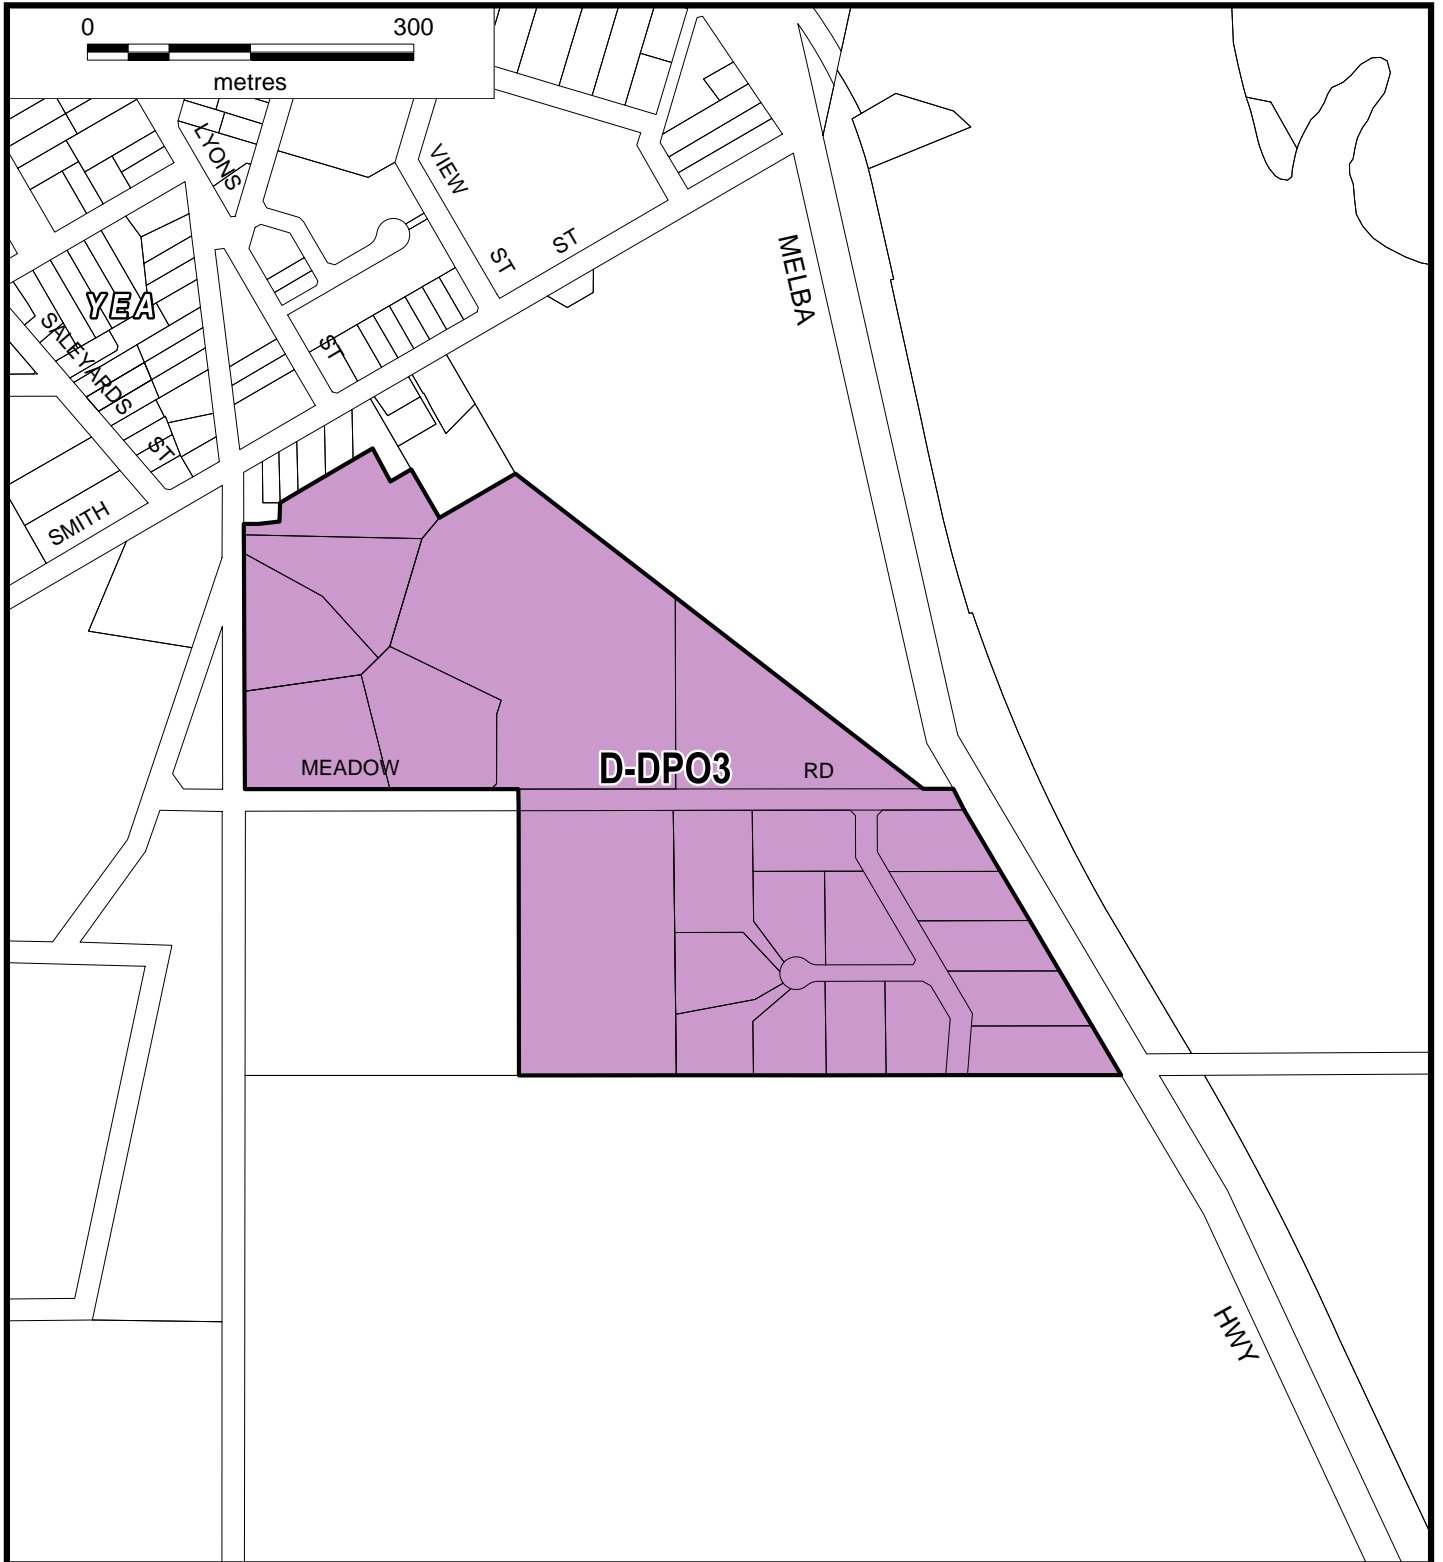 0 300
metres
LYONS
VIEW
ST
ST
MELBA
YEA
SALEYARDS
ST
ST
SMITH
MEADOW
D-DPO3
RD
HWY